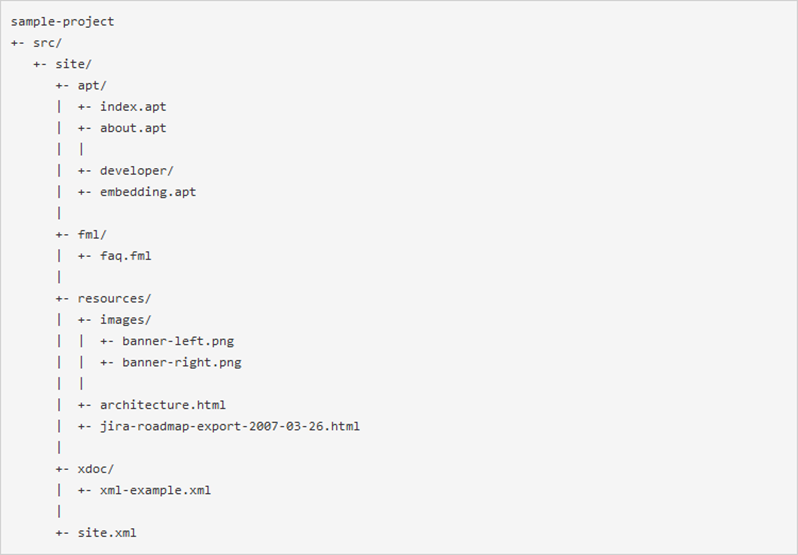 sample-project
+- src/
   +- site/
      +- apt/
      |  +- index.apt
      |  +- about.apt
      |  |
      |  +- developer/
      |  +- embedding.apt
      |
      +- fml/
      |  +- faq.fml
      |
      +- resources/
      |  +- images/
      |  |  +- banner-left.png
      |  |  +- banner-right.png
      |  |
      |  +- architecture.html
      |  +- jira-roadmap-export-2007-03-26.html
      |
      +- xdoc/
      |  +- xml-example.xml
      |
      +- site.xml